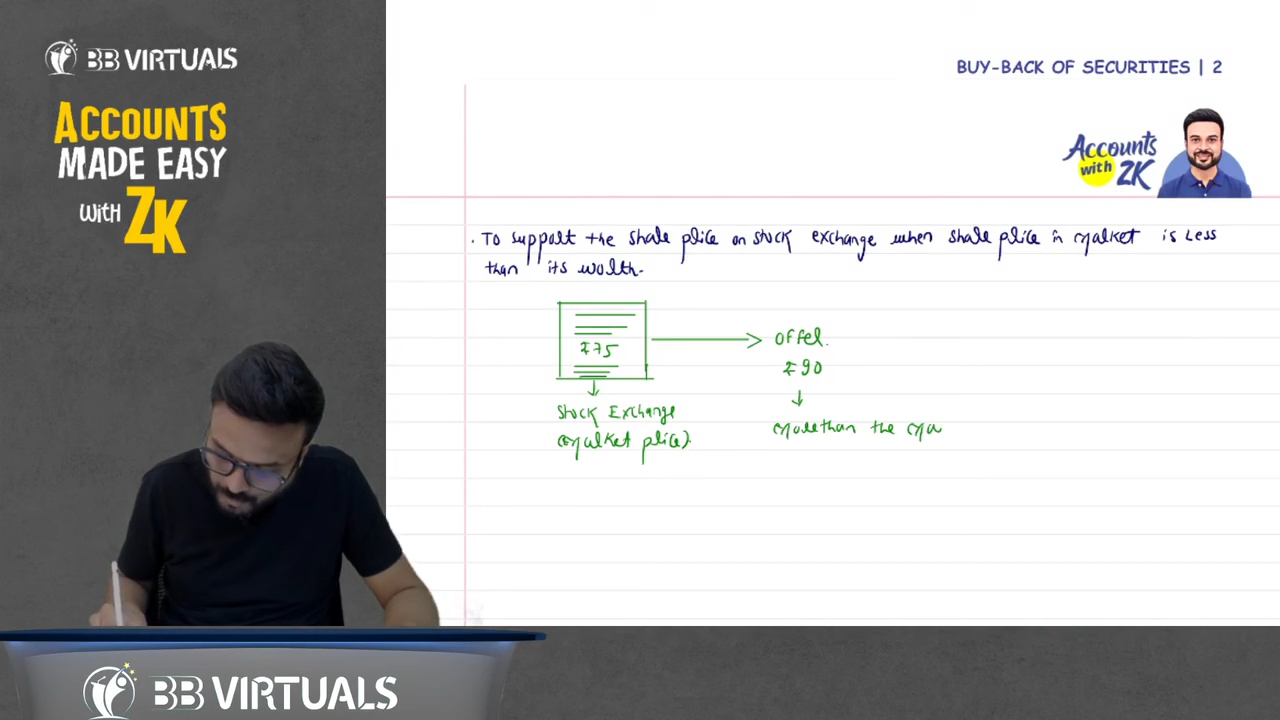 BB VIRTUALS
ACCOUNTS
MADE EASY
with ZK
BUY-BACK OF SECURITIES | 2
Accounts
with ZK
. To support the share price on stock exchange when share price in market is less
than its worth.
₹75
offer.
₹90
Stock Exchange
(market price).
more than the ma
BB VIRTUALS